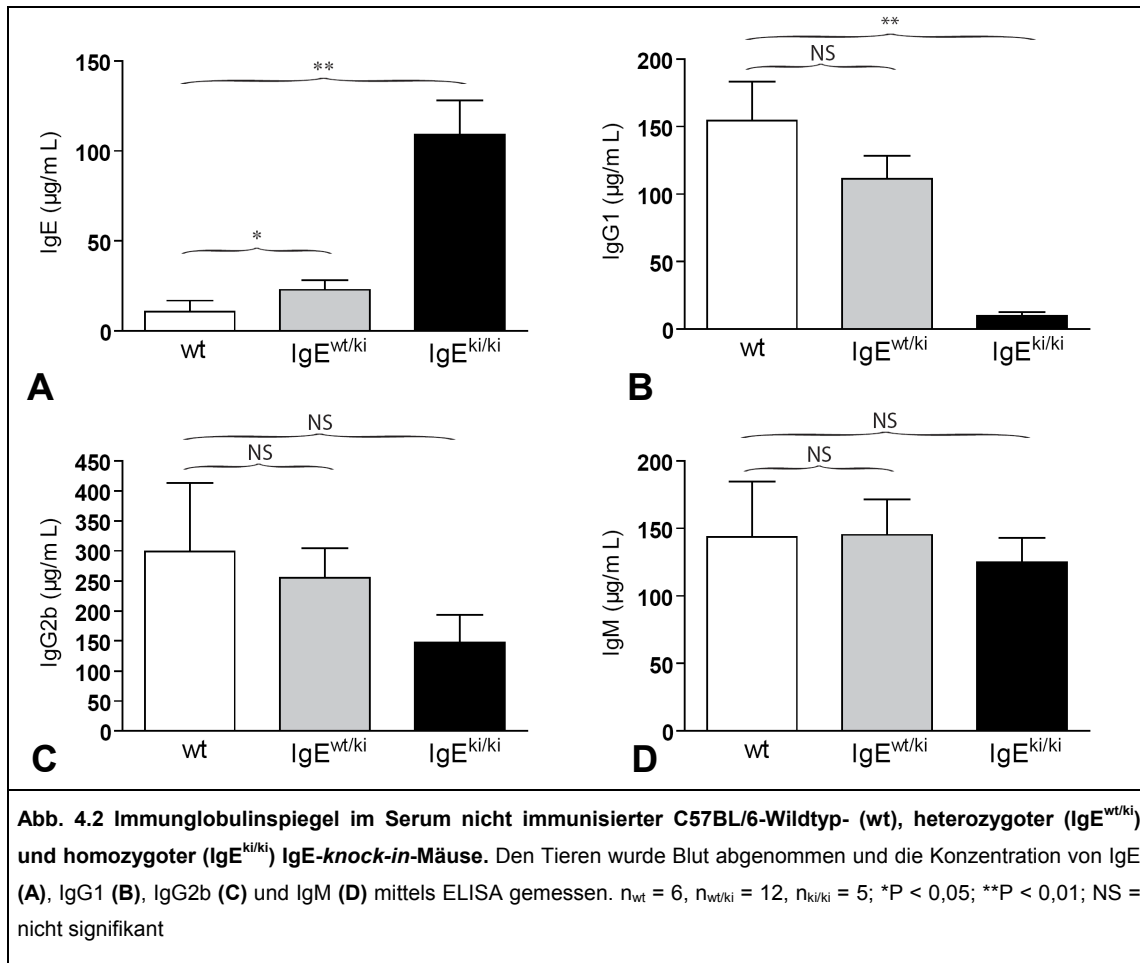 **
150
*
100
50
0
IgE (µg/m L)
wt
IgE^wt/ki
IgE^ki/ki
A
**
NS
200
150
100
50
0
IgG1 (µg/m L)
wt
IgE^wt/ki
IgE^ki/ki
B
NS
NS
450
400
350
300
250
200
150
100
50
0
IgG2b (µg/m L)
wt
IgE^wt/ki
IgE^ki/ki
C
NS
NS
200
150
100
50
0
IgM (µg/m L)
wt
IgE^wt/ki
IgE^ki/ki
D
Abb. 4.2 Immunglobulinspiegel im Serum nicht immunisierter C57BL/6-Wildtyp- (wt), heterozygoter (IgE^wt/ki)
und homozygoter (IgE^ki/ki) IgE-knock-in-Mäuse. Den Tieren wurde Blut abgenommen und die Konzentration von IgE
(A), IgG1 (B), IgG2b (C) und IgM (D) mittels ELISA gemessen. n_wt = 6, n_wt/ki = 12, n_ki/ki = 5; *P < 0,05; **P < 0,01; NS =
nicht signifikant